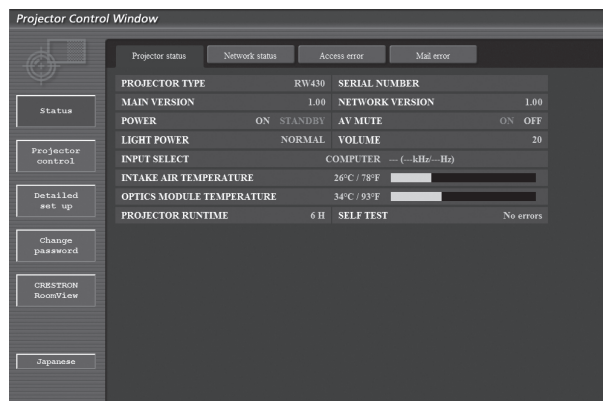 Projector Control Window
Projector status Network status Access error Mail error
PROJECTOR TYPE RW430 SERIAL NUMBER
MAIN VERSION 1.00 NETWORK VERSION 1.00
POWER ON STANDBY AV MUTE ON OFF
LIGHT POWER NORMAL VOLUME 20
INPUT SELECT COMPUTER — (—kHz/—Hz)
INTAKE AIR TEMPERATURE 26°C / 78°F
OPTICS MODULE TEMPERATURE 34°C / 93°F
PROJECTOR RUNTIME 6 H SELF TEST No errors
Status
Projector
control
Detailed
set up
Change
password
CRESTRON
RoomView
Japanese